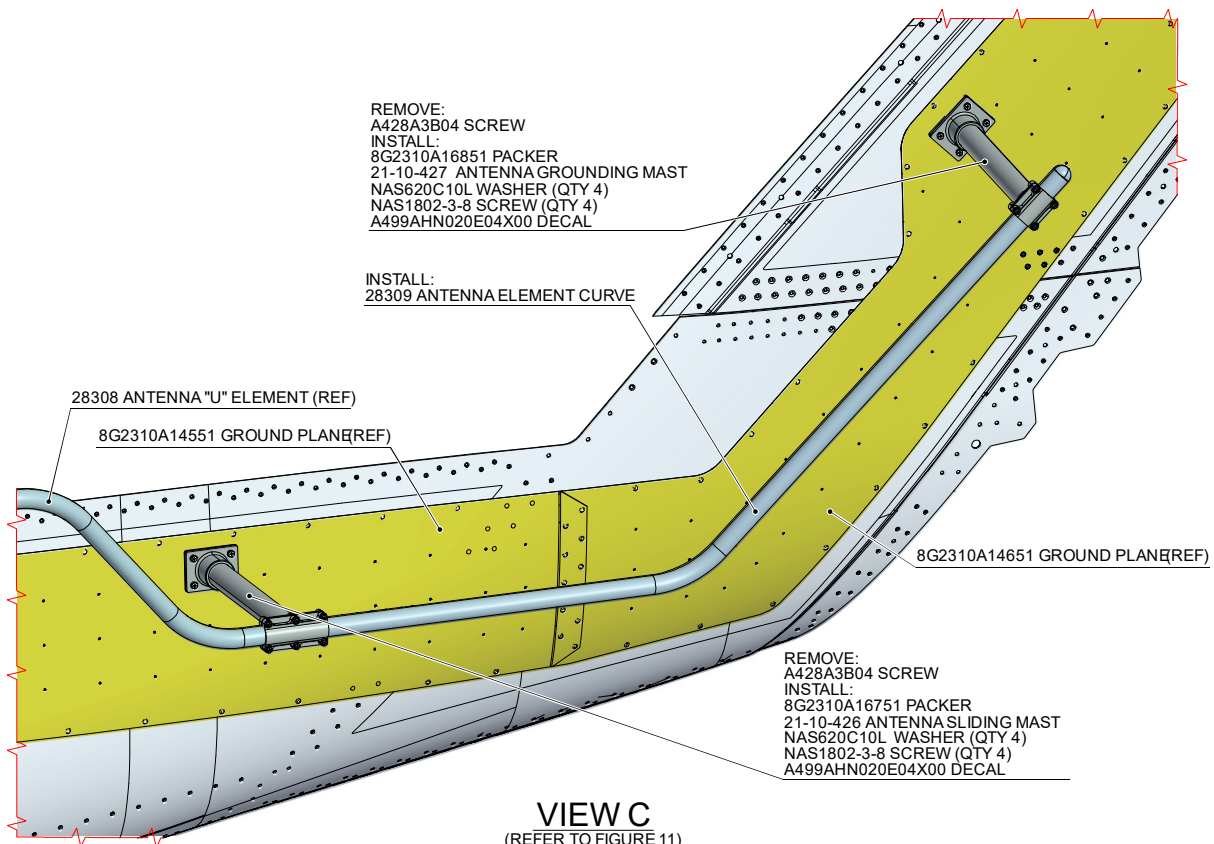 REMOVE:
A428A3B04 SCREW
INSTALL:
8G2310A16851 PACKER
21-10-427 ANTENNA GROUNDING MAST
NAS620C10L WASHER (QTY 4)
NAS1802-3-8 SCREW (QTY 4)
A499AHN020E04X00 DECAL
INSTALL:
28309 ANTENNA ELEMENT CURVE
28308 ANTENNA "U" ELEMENT (REF)
8G2310A14551 GROUND PLANE(REF)
8G2310A14651 GROUND PLANE(REF)
REMOVE:
A428A3B04 SCREW
INSTALL:
8G2310A16751 PACKER
21-10-426 ANTENNA SLIDING MAST
NAS620C10L WASHER (QTY 4)
NAS1802-3-8 SCREW (QTY 4)
A499AHN020E04X00 DECAL
VIEW C
(REFER TO FIGURE 11)